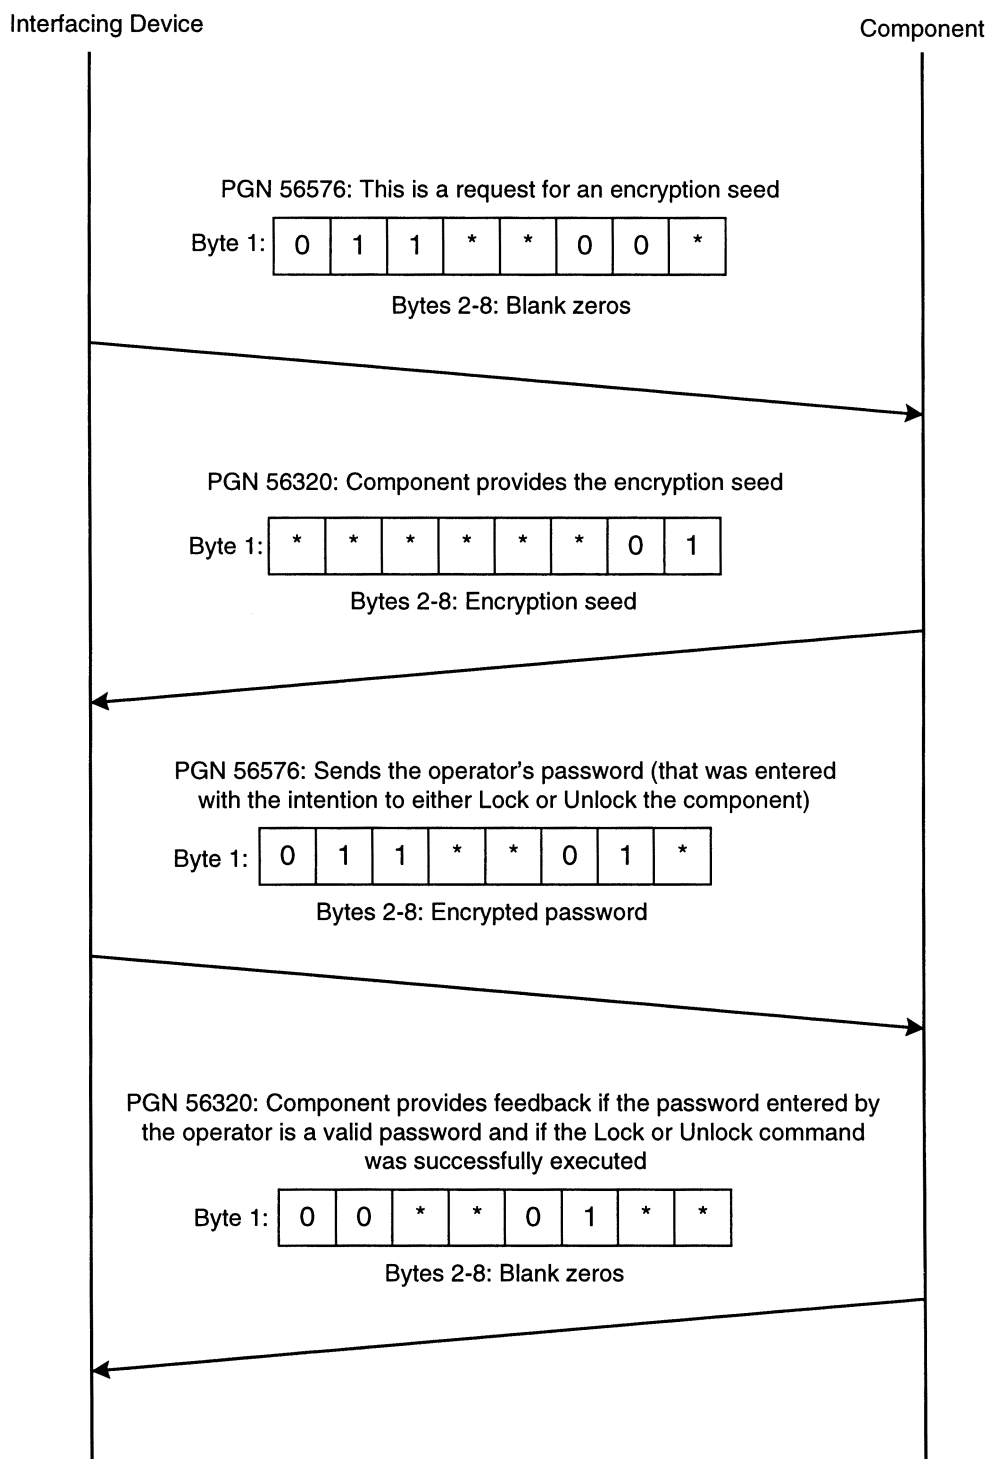 Interfacing Device
Component
PGN 56576: This is a request for an encryption seed
Byte 1: 0 1 1 * * 0 0 *
Bytes 2-8: Blank zeros
PGN 56320: Component provides the encryption seed
Byte 1: * * * * * * 0 1
Bytes 2-8: Encryption seed
PGN 56576: Sends the operator's password (that was entered
with the intention to either Lock or Unlock the component)
Byte 1: 0 1 1 * * 0 1 *
Bytes 2-8: Encrypted password
PGN 56320: Component provides feedback if the password entered by
the operator is a valid password and if the Lock or Unlock command
was successfully executed
Byte 1: 0 0 * * 0 1 * *
Bytes 2-8: Blank zeros